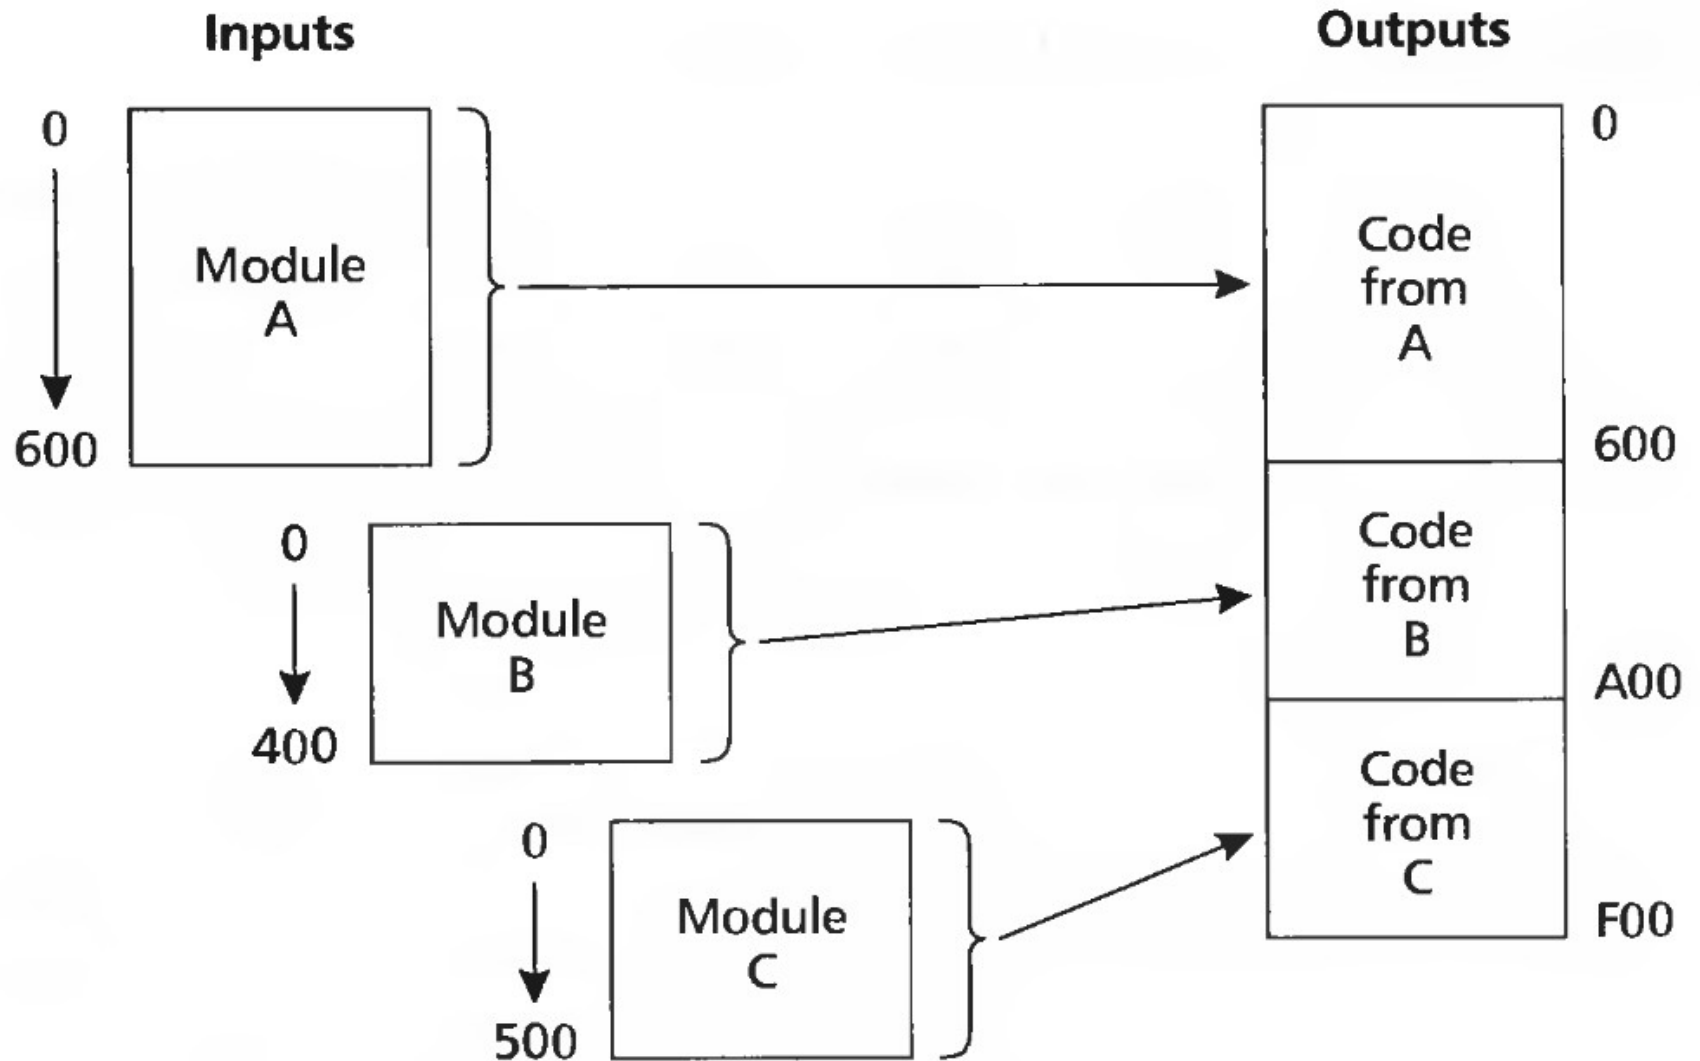 Inputs
Outputs
0
600
Module
A
0
400
Module
B
0
500
Module
C
Code
from
A
Code
from
B
Code
from
C
0
600
A00
F00